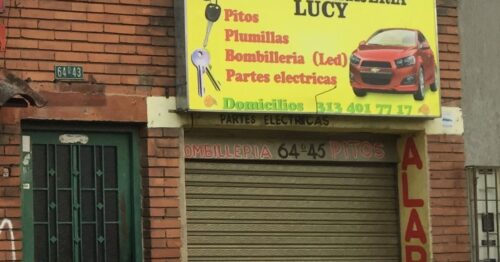 LUCY
Pitos
Plumillas
Bombilleria (Led)
Partes electricas
Domicilios 313 401 77 17
64 43
PARTES ELECTRICAS
BOMBILLERIA 64 45 PITOS
ALAR